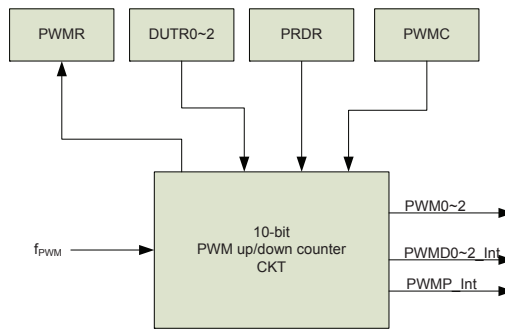 PWMR
DUTR0~2
PRDR
PWMC
10-bit
PWM up/down counter
CKT
fPWM
PWM0~2
PWMD0~2_Int
PWMP_Int